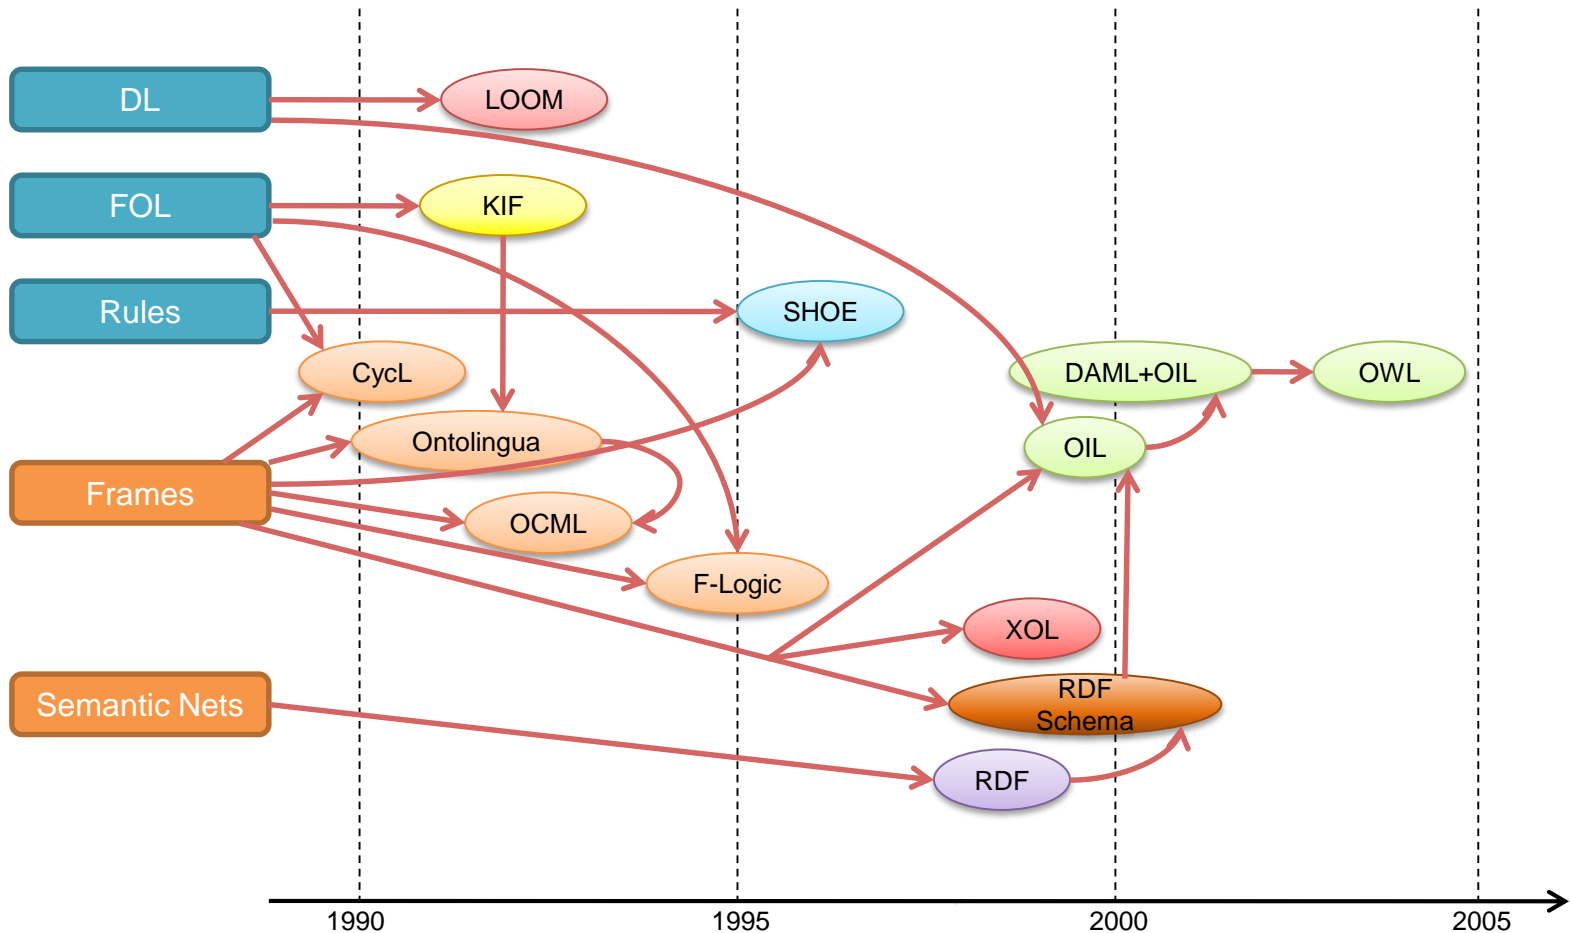 DL
LOOM
FOL
KIF
Rules
SHOE
CycL
DAML+OIL
OWL
Ontolingua
OIL
Frames
OCML
F-Logic
XOL
RDF
Schema
Semantic Nets
RDF
1990
1995
2000
2005